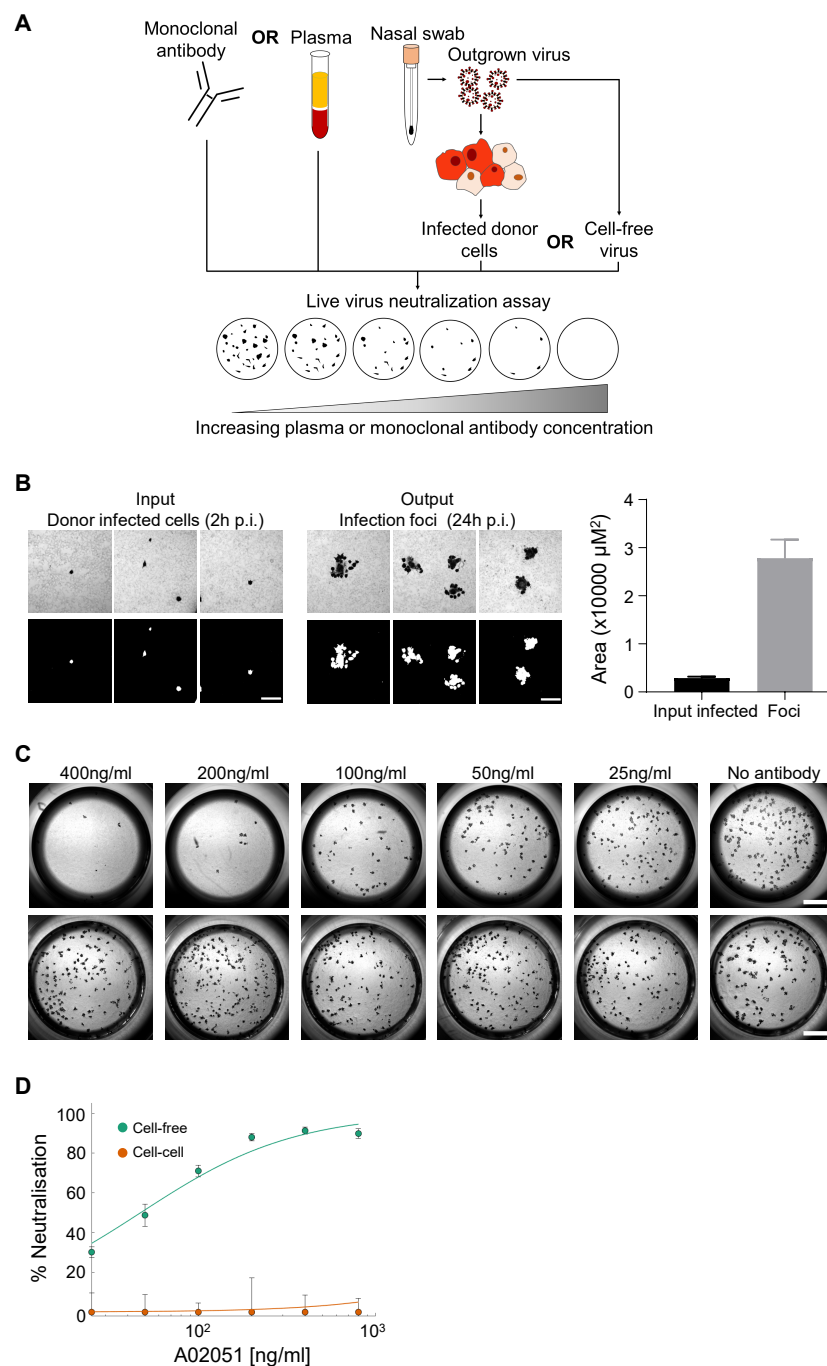 A
Monoclonal
antibody
OR
Plasma
Nasal swab
Outgrown virus
Infected donor
cells
OR
Cell-free
virus
Live virus neutralization assay
Increasing plasma or monoclonal antibody concentration
B
Input
Donor infected cells (2h p.i.)
Output
Infection foci (24h p.i.)
Area (x10000 µM²)
4
3
2
1
0
Input infected
Foci
C
400ng/ml
200ng/ml
100ng/ml
50ng/ml
25ng/ml
No antibody
D
% Neutralisation
100
80
60
40
20
0
Cell-free
Cell-cell
10²
10³
A02051 [ng/ml]